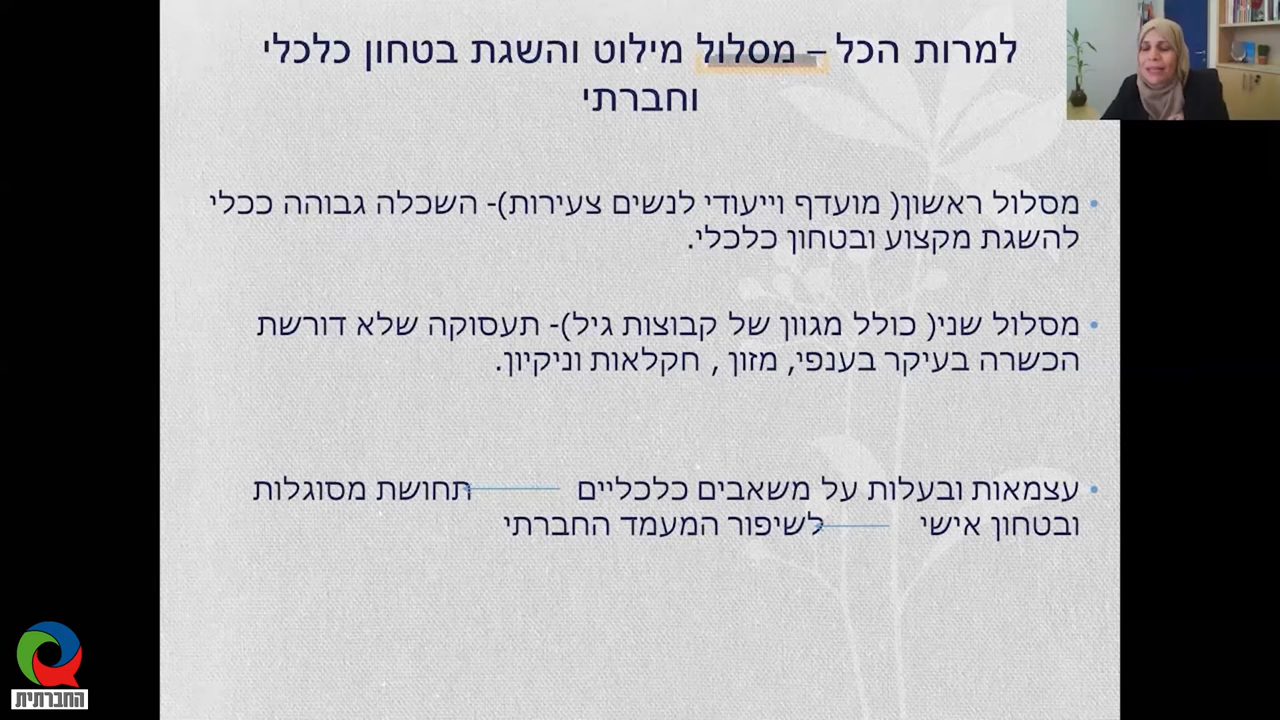 למרות הכל – מסלול מילוט והשגת בטחון כלכלי
וחברתי
• מסלול ראשון( מועדף וייעודי לנשים צעירות)- השכלה גבוהה ככלי
להשגת מקצוע ובטחון כלכלי.
• מסלול שני( כולל מגוון של קבוצות גיל)- תעסוקה שלא דורשת
הכשרה בעיקר בענפי, מזון , חקלאות וניקיון.
• עצמאות ובעלות על משאבים כלכליים תחושת מסוגלות
ובטחון אישי לשיפור המעמד החברתי
החברתית